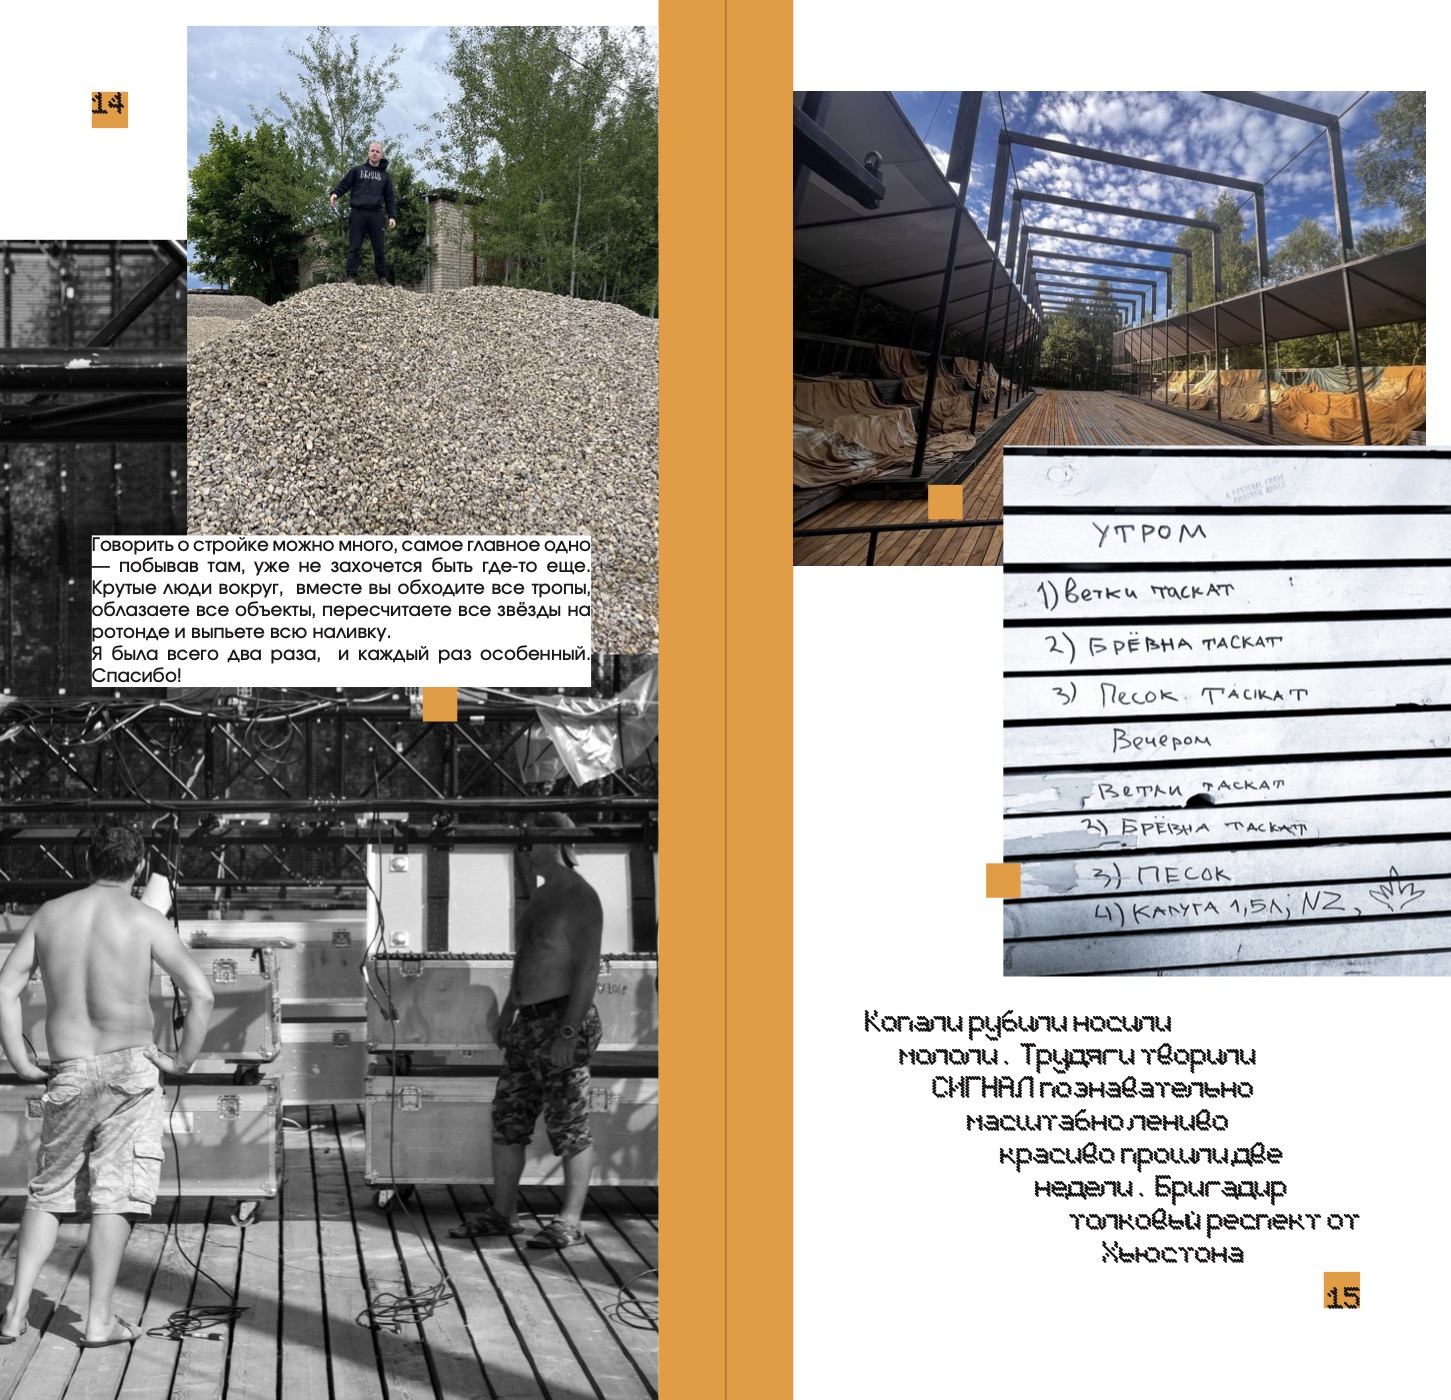 14
Говорить о стройке можно много, самое главное одно
— побывав там, уже не захочется быть где-то еще.
Крутые люди вокруг, вместе вы обходите все тропы,
облазаете все объекты, пересчитаете все звёзды на
ротонде и выпьете всю наливку.
Я была всего два раза, и каждый раз особенный.
Спасибо!
A FESTIVAL FROM
ANOTHER ANGLE
УТРОМ
1) Ветки таскат
2) БРЁВНА ТАСКАТ
3) Песок ТАСКАТ
Вечером
Ветки таскат
2) БРЁВНА ТАСКАТ
3) ПЕСОК
4) КАЛУГА 1,5Л; NZ,
Копали рубили носили
мололи. Трудяги творили
СИГНАЛ познавательно
масштабно лениво
красиво прошли две
недели. Бригадир
толковый респект от
Хьюстона
15